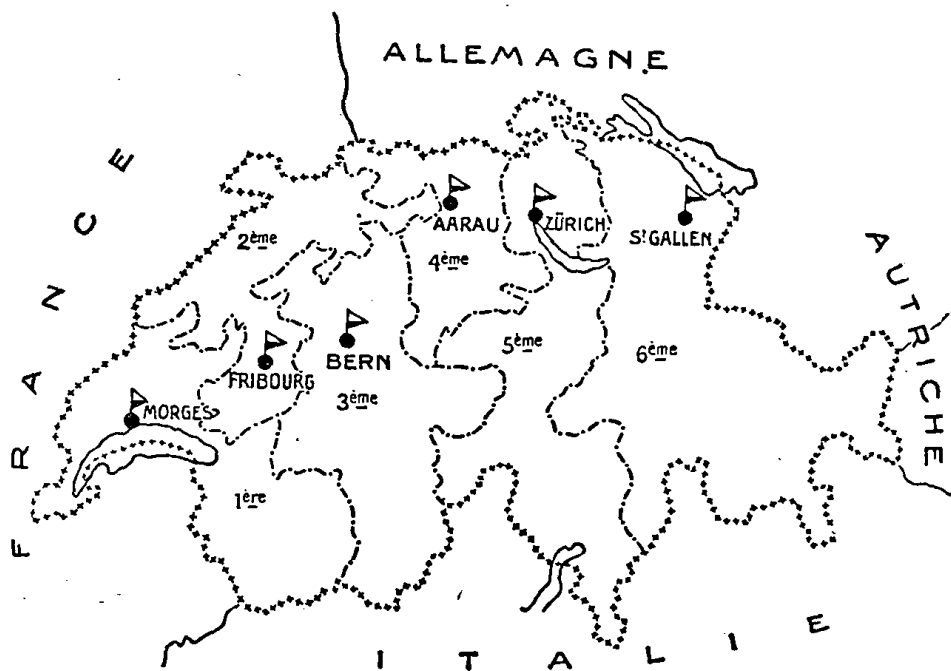 ALLEMAGNE
FRANCE
AUTRICHE
ITALIE
2ème
AARAU
ZÜRICH
St GALLEN
4ème
FRIBOURG
BERN
5ème
6ème
3ème
MORGES
1ère